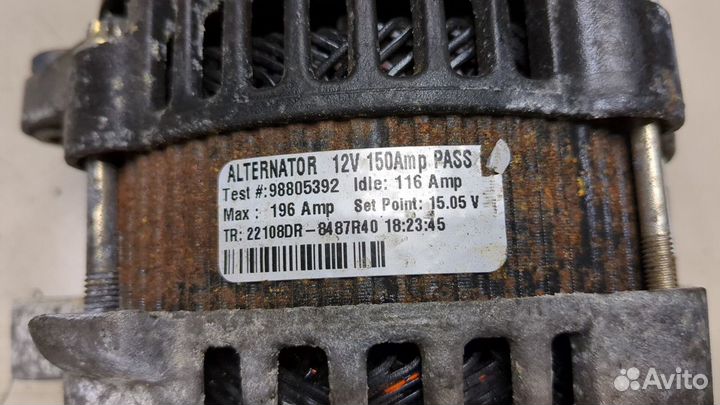 ALTERNATOR 12V 150Amp PASS
Test #:98805392 Idle: 116 Amp
Max : 196 Amp Set Point: 15.05 V
TR: 22108DR-8487R40 18:23:45
Avito